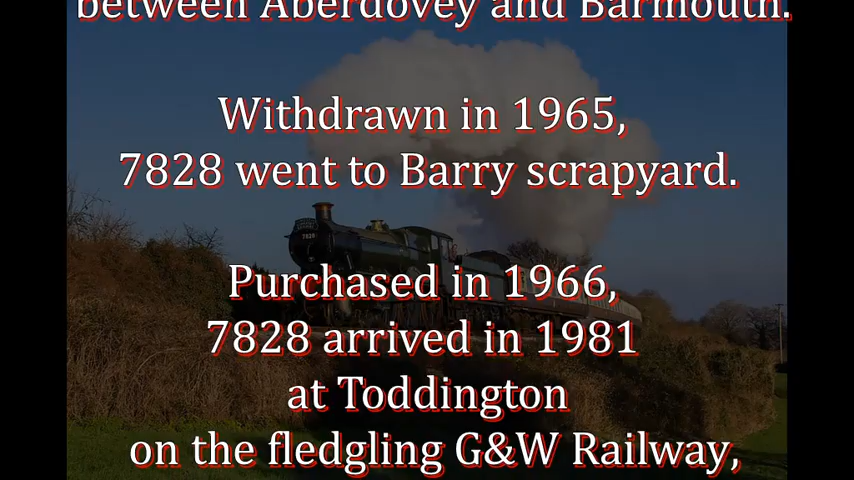 between Aberdovey and Barmouth.
Withdrawn in 1965,
7828 went to Barry scrapyard.
Purchased in 1966,
7828 arrived in 1981
at Toddington
on the fledgling G&W Railway,
7828